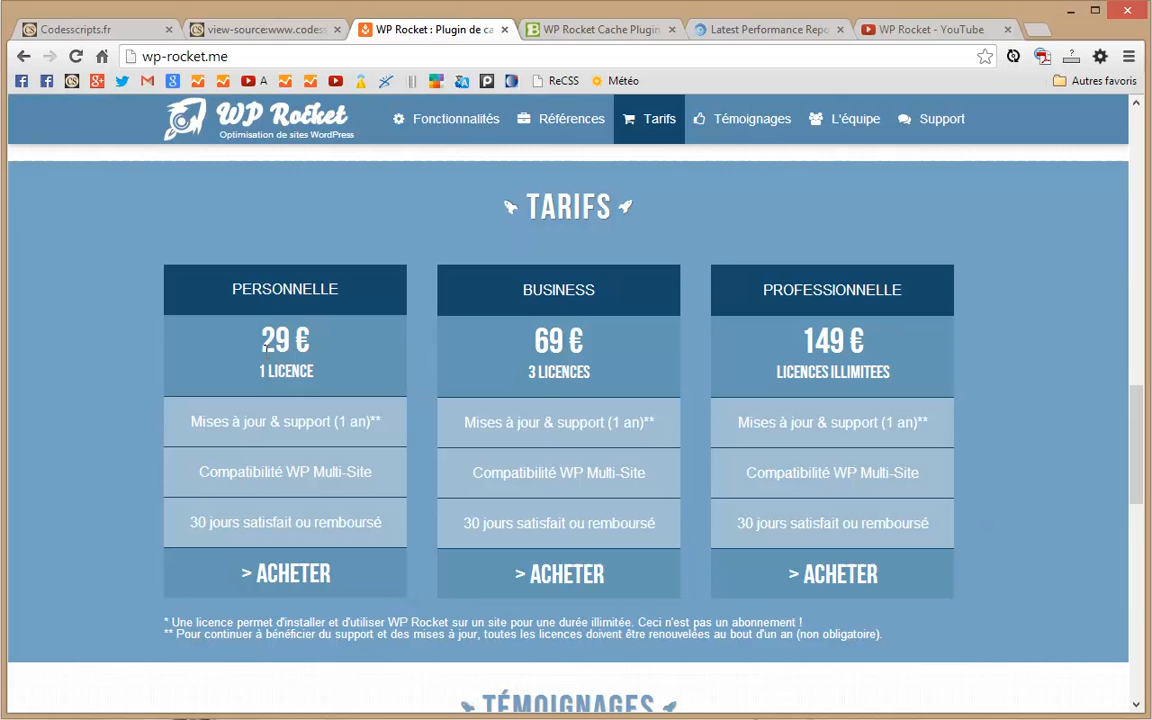 Codesscripts.fr
view-source:www.codess
WP Rocket : Plugin de ca
WP Rocket Cache Plugin
Latest Performance Repo
WP Rocket - YouTube
wp-rocket.me
A
ReCSS
Météo
Autres favoris
WP Rocket
Optimisation de sites WordPress
Fonctionnalités
Références
Tarifs
Témoignages
L'équipe
Support
TARIFS
PERSONNELLE
29 €
1 LICENCE
Mises à jour & support (1 an)**
Compatibilité WP Multi-Site
30 jours satisfait ou remboursé
> ACHETER
BUSINESS
69 €
3 LICENCES
Mises à jour & support (1 an)**
Compatibilité WP Multi-Site
30 jours satisfait ou remboursé
> ACHETER
PROFESSIONNELLE
149 €
LICENCES ILLIMITEES
Mises à jour & support (1 an)**
Compatibilité WP Multi-Site
30 jours satisfait ou remboursé
> ACHETER
* Une licence permet d'installer et d'utiliser WP Rocket sur un site pour une durée illimitée. Ceci n'est pas un abonnement !
** Pour continuer à bénéficier du support et des mises à jour, toutes les licences doivent être renouvelées au bout d'un an (non obligatoire).
TÉMOIGNAGES